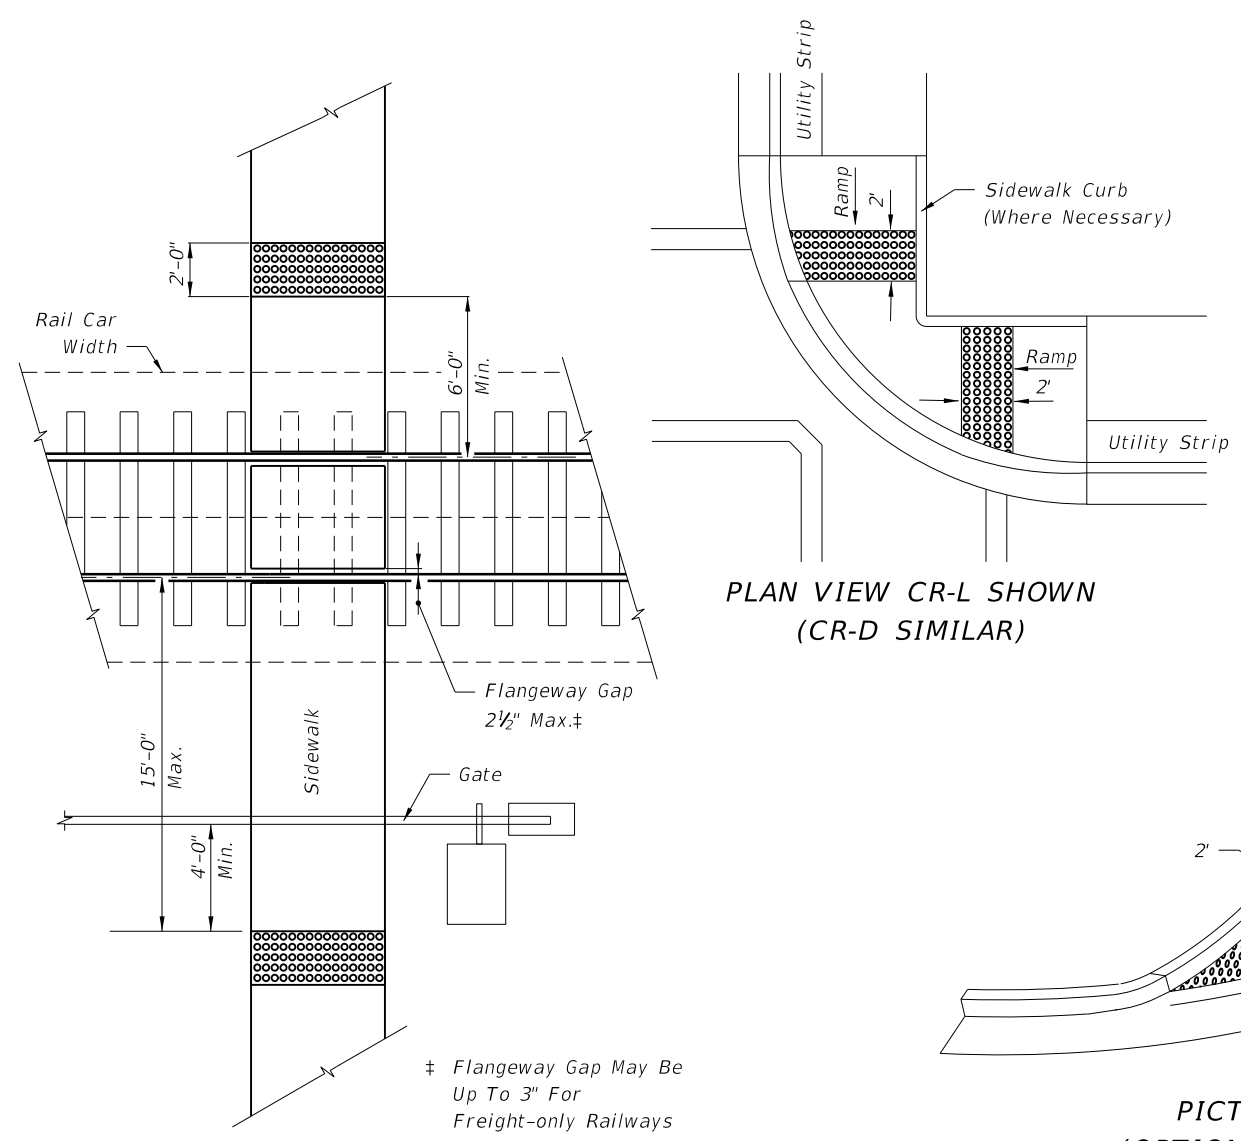 2'-0"
Rail Car
Width
6'-0"
Min.
Flangeway Gap
2½" Max.‡
Sidewalk
15'-0"
Max.
Gate
4'-0"
Min.
‡ Flangeway Gap May Be
Up To 3" For
Freight-only Railways
Utility Strip
Ramp
2'
Sidewalk Curb
(Where Necessary)
Ramp
2'
Utility Strip
PLAN VIEW CR-L SHOWN
(CR-D SIMILAR)
2'
PICT